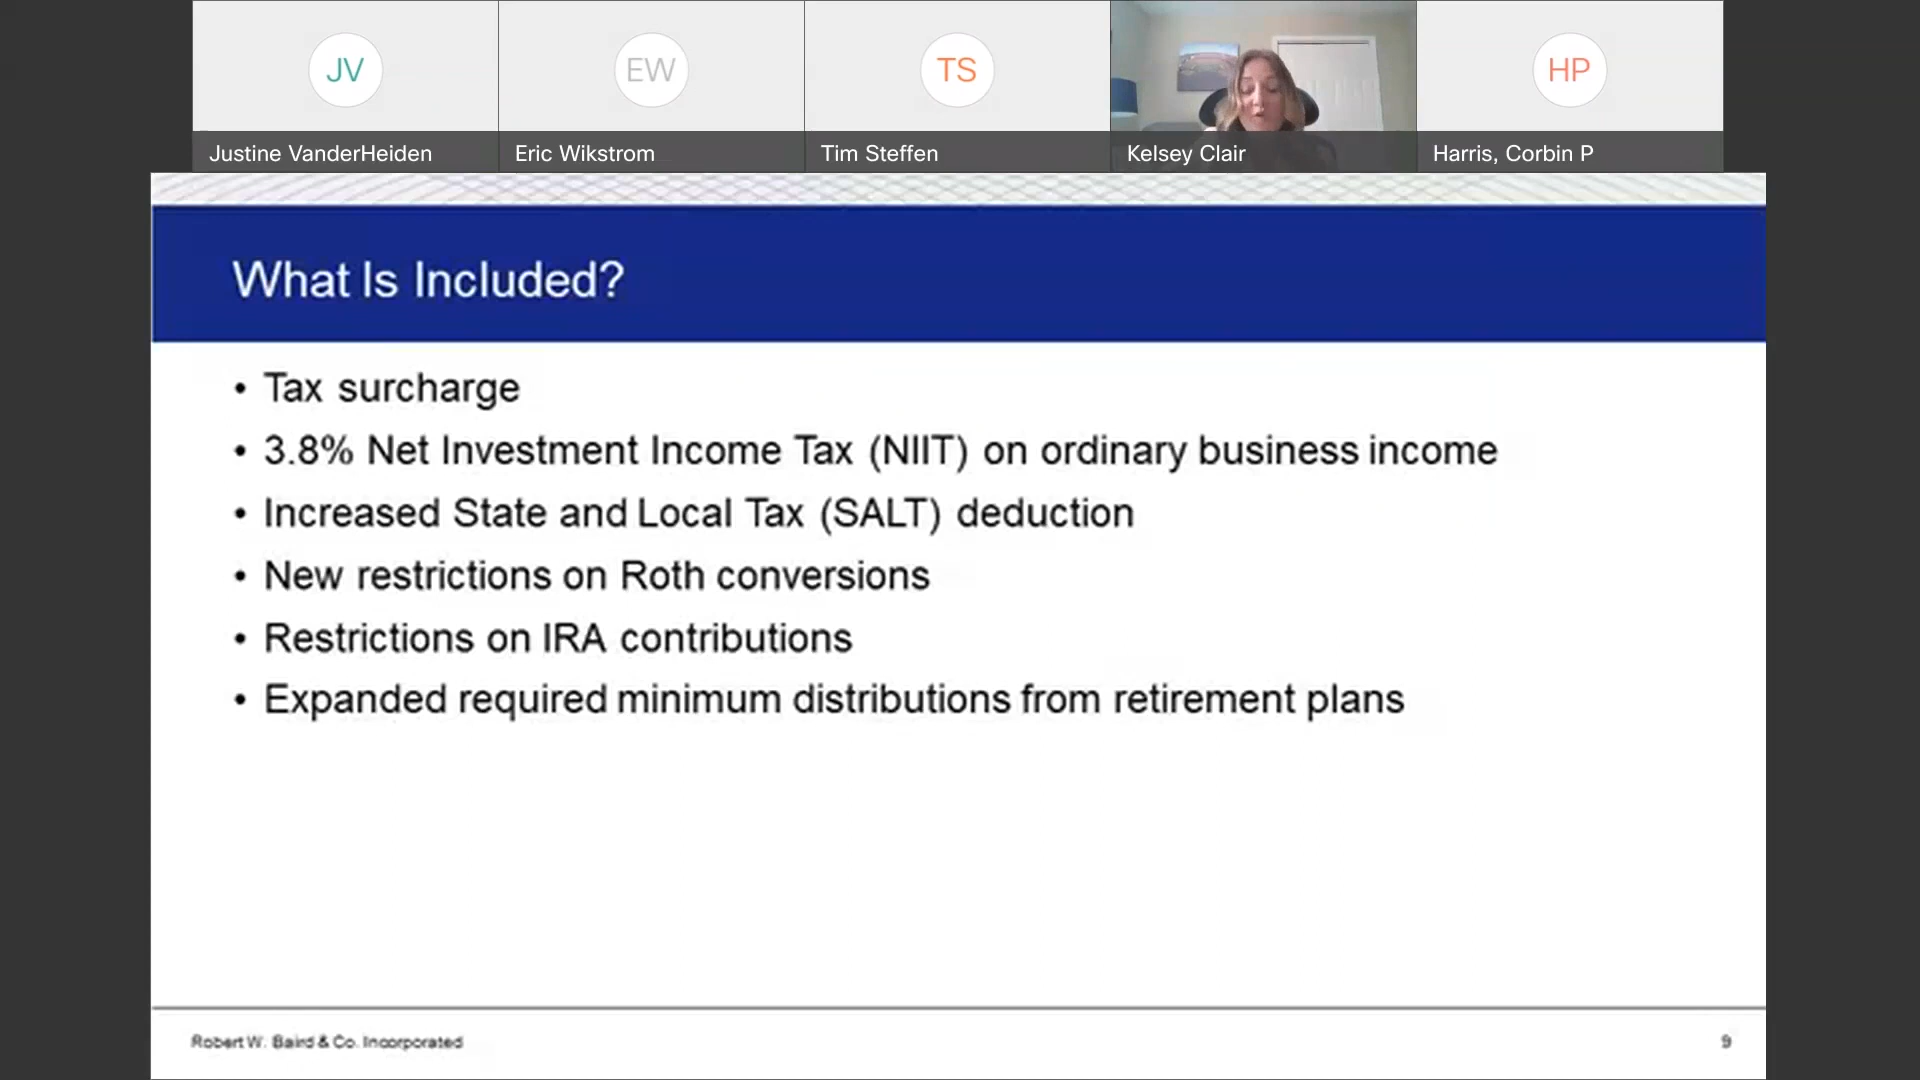 JV
EW
TS
HP
Justine VanderHeiden
Eric Wikstrom
Tim Steffen
Kelsey Clair
Harris, Corbin P
What Is Included?
• Tax surcharge
• 3.8% Net Investment Income Tax (NIIT) on ordinary business income
• Increased State and Local Tax (SALT) deduction
• New restrictions on Roth conversions
• Restrictions on IRA contributions
• Expanded required minimum distributions from retirement plans
Robert W. Baird & Co. Incorporated
9